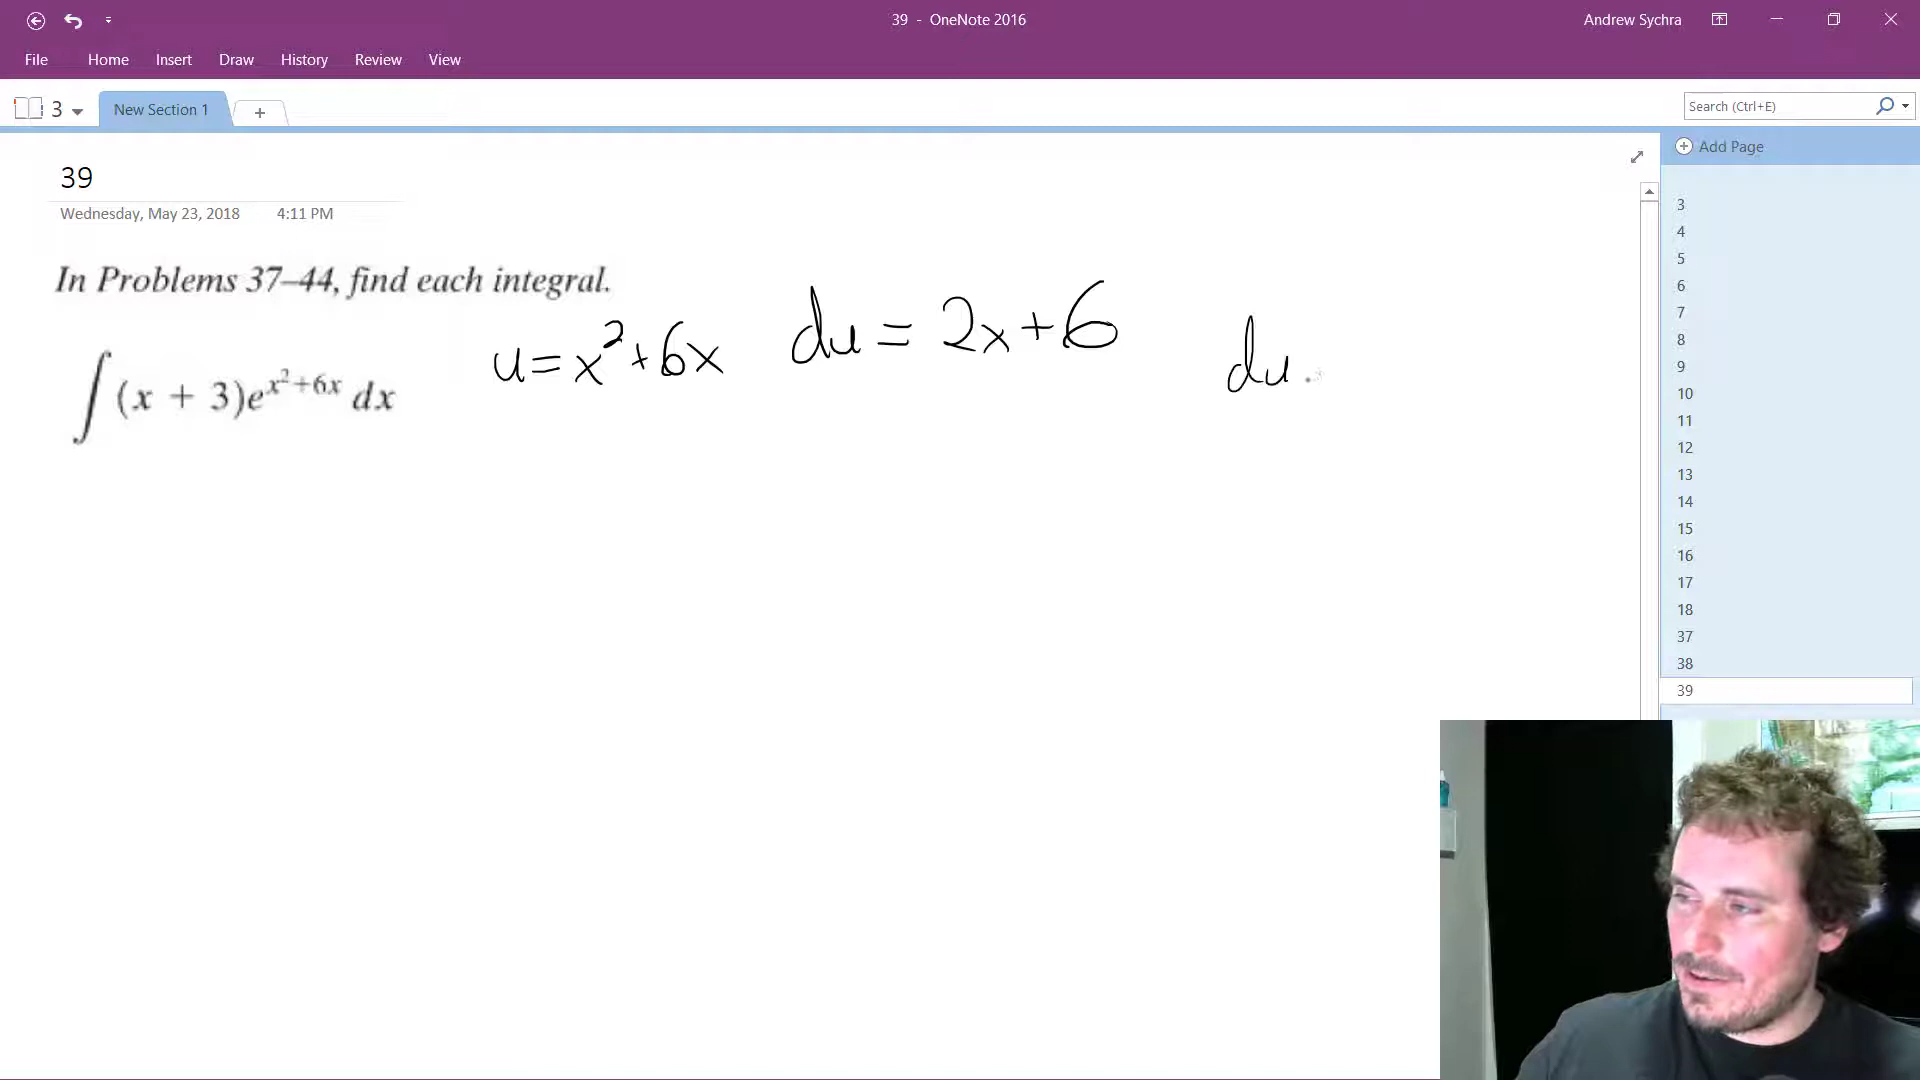 39 - OneNote 2016
Andrew Sychra
File Home Insert Draw History Review View
3
New Section 1
+
Search (Ctrl+E)
Add Page
39
Wednesday, May 23, 2018 4:11 PM
In Problems 37–44, find each integral.
∫(x + 3)e^{x²+6x} dx
u = x² + 6x
du = 2x + 6
du
3
4
5
6
7
8
9
10
11
12
13
14
15
16
17
18
37
38
39